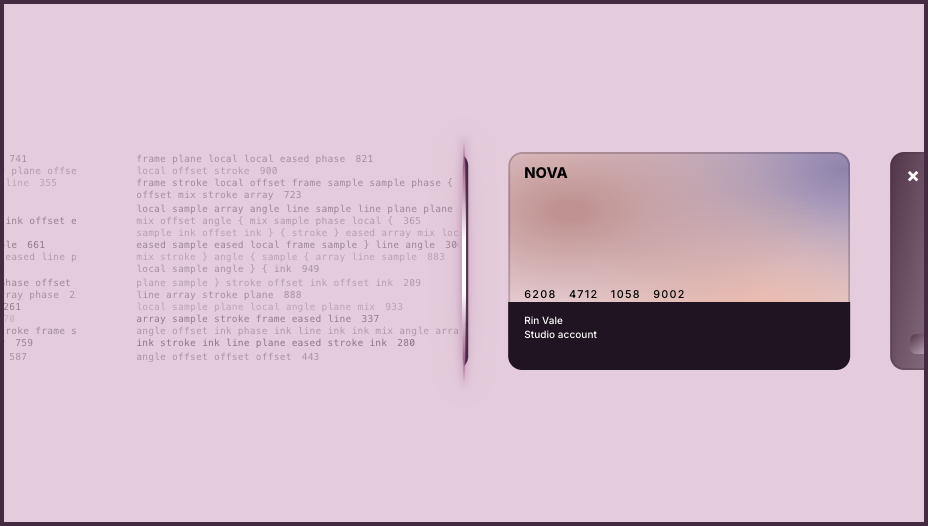 741
plane offse
line 355
ink offset e
661
eased line p
phase offset
phase 2
261
frame s
759
587
frame plane local local eased phase 821
local offset stroke 900
frame stroke local offset frame sample sample phase {
offset mix stroke array 723
local sample array angle line sample line plane plane
mix offset angle { mix sample phase local { 365
sample ink offset ink } { stroke } eased array mix loc
eased sample eased local frame sample } line angle 30
mix stroke } angle { sample { array line sample 883
local sample angle } { ink 949
plane sample } stroke offset ink offset ink 209
line array stroke plane 888
local sample plane local angle plane mix 933
array sample stroke frame eased line 337
angle offset ink phase ink line ink ink mix angle arra
ink stroke ink line plane eased stroke ink 280
angle offset offset offset 443
NOVA
6208 4712 1058 9002
Rin Vale
Studio account